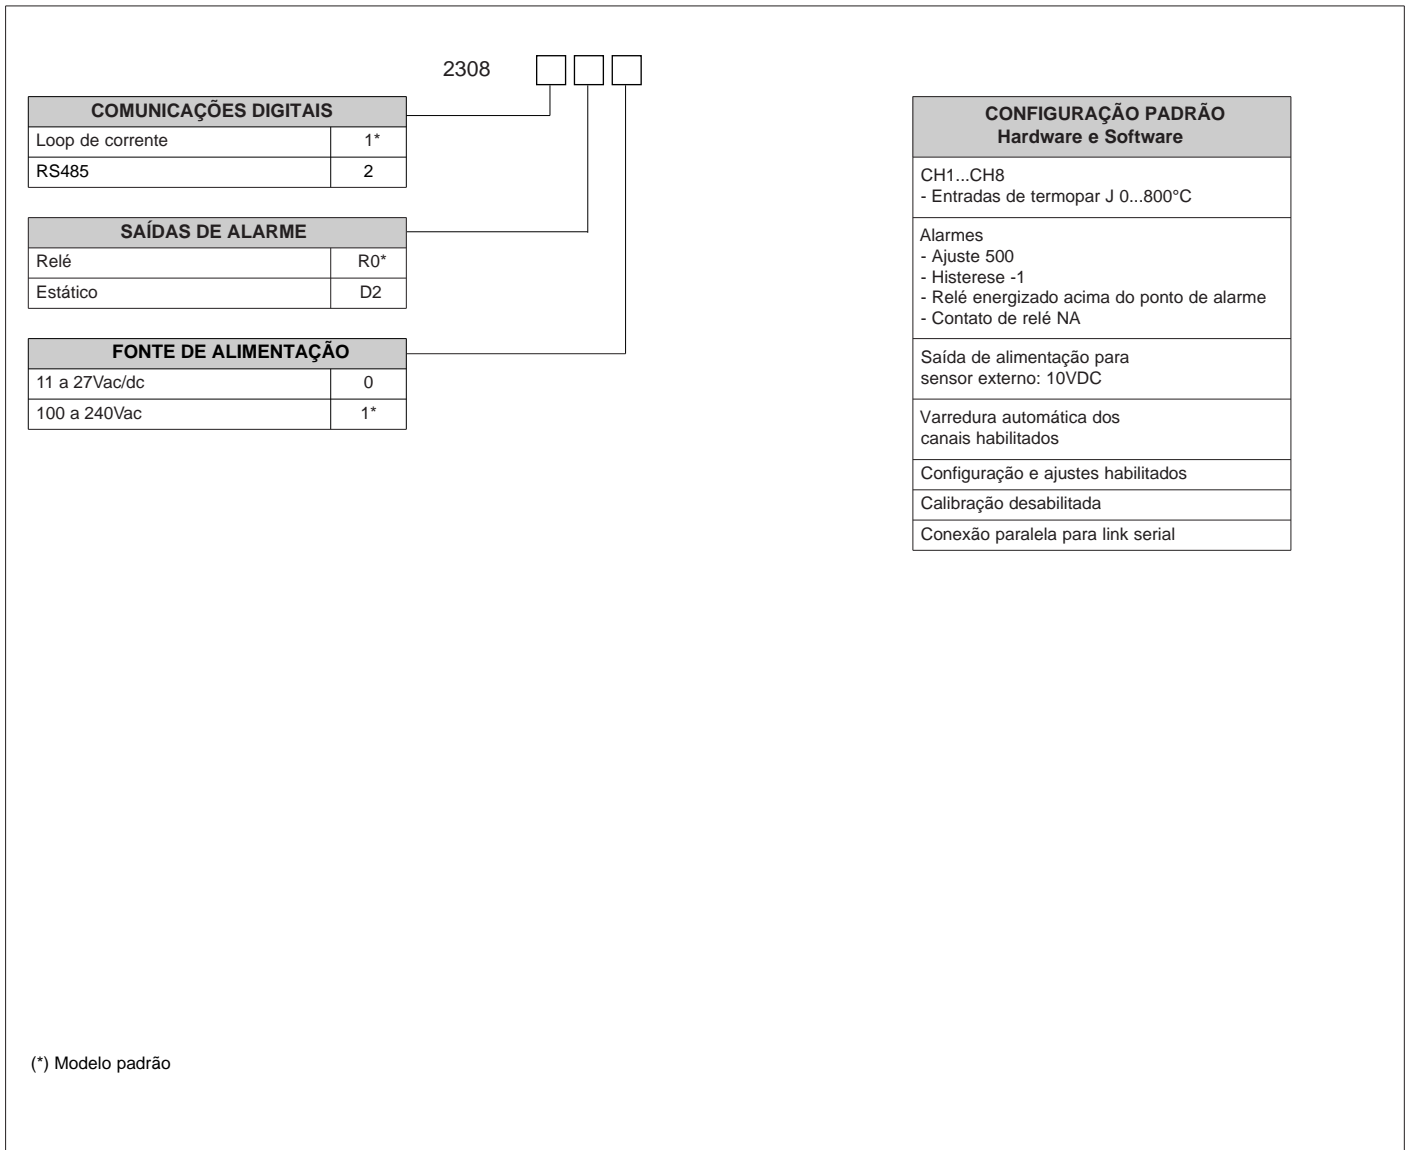 2308
COMUNICAÇÕES DIGITAIS
Loop de corrente 1*
RS485 2
SAÍDAS DE ALARME
Relé R0*
Estático D2
FONTE DE ALIMENTAÇÃO
11 a 27Vac/dc 0
100 a 240Vac 1*
CONFIGURAÇÃO PADRÃO
Hardware e Software
CH1...CH8
- Entradas de termopar J 0...800°C
Alarmes
- Ajuste 500
- Histerese -1
- Relé energizado acima do ponto de alarme
- Contato de relé NA
Saída de alimentação para
sensor externo: 10VDC
Varredura automática dos
canais habilitados
Configuração e ajustes habilitados
Calibração desabilitada
Conexão paralela para link serial
(*) Modelo padrão